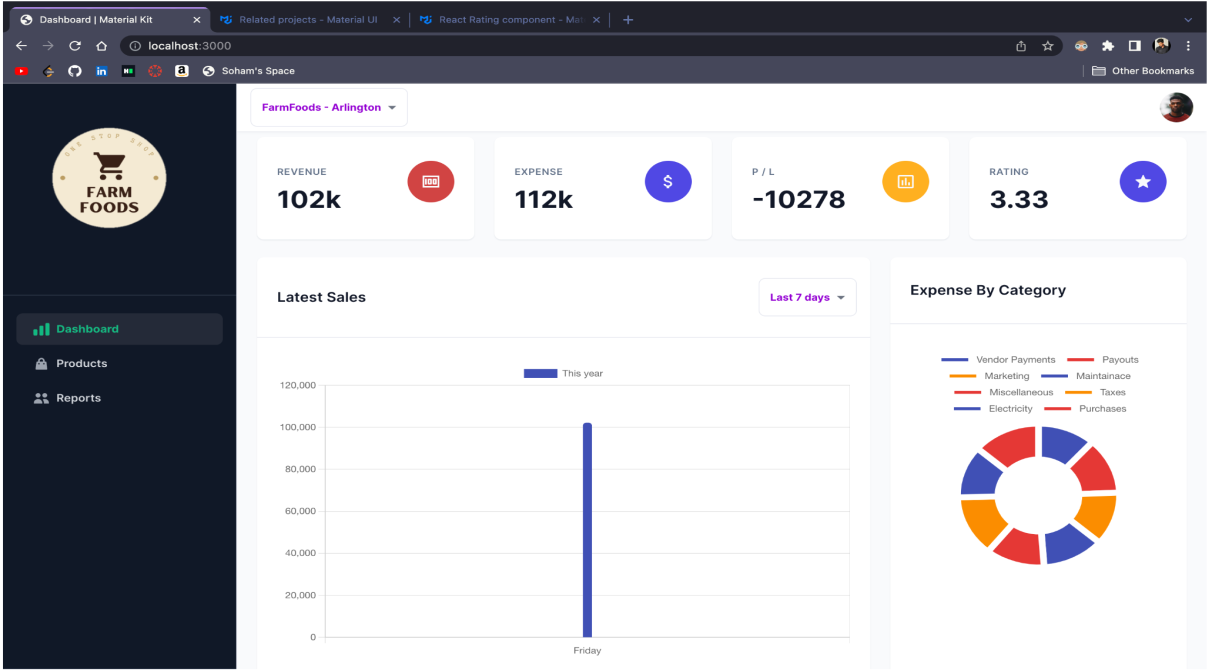 Dashboard | Material Kit
Related projects - Material UI
React Rating component - Mat
localhost:3000
Soham's Space
Other Bookmarks
ONE STOP SHOP
FARM
FOODS
Dashboard
Products
Reports
FarmFoods - Arlington
REVENUE
102k
EXPENSE
112k
P / L
-10278
RATING
3.33
Latest Sales
Last 7 days
This year
120,000
100,000
80,000
60,000
40,000
20,000
0
Friday
Expense By Category
Vendor Payments Payouts
Marketing Maintainace
Miscellaneous Taxes
Electricity Purchases